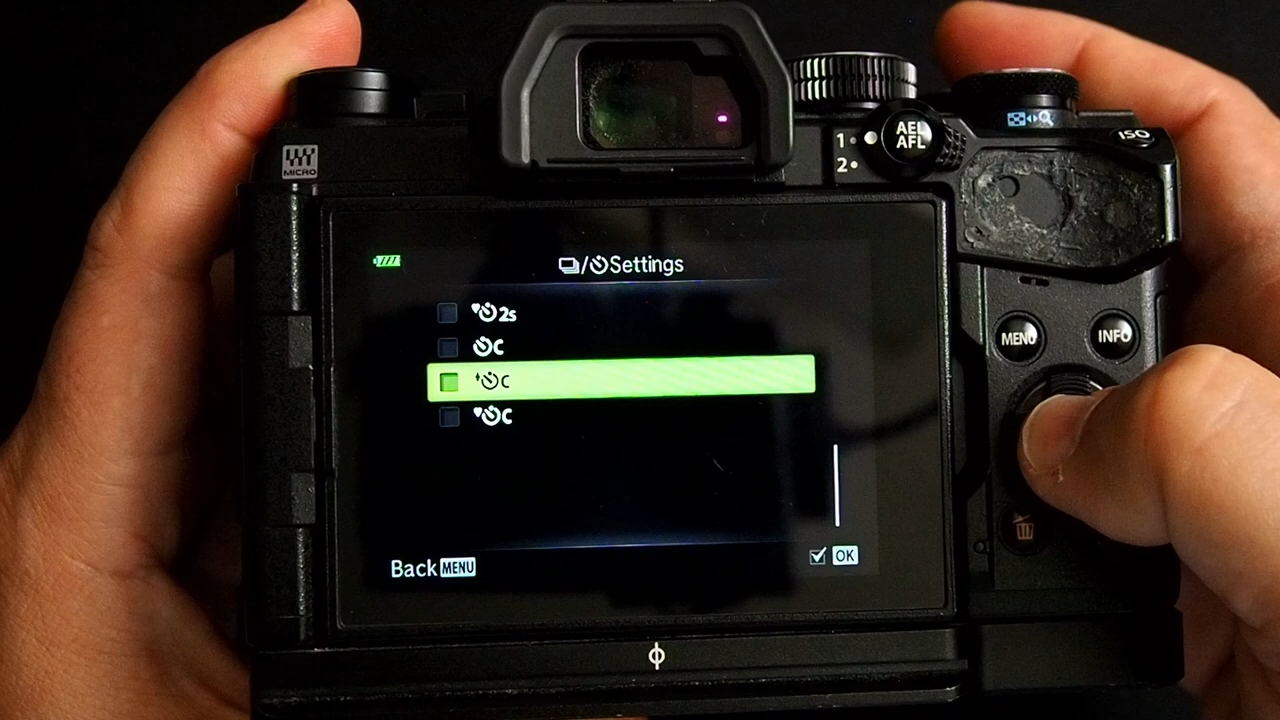 MICRO
AEL
AFL
1
2
ISO
Settings
2s
C
C
C
MENU
INFO
Back MENU
OK